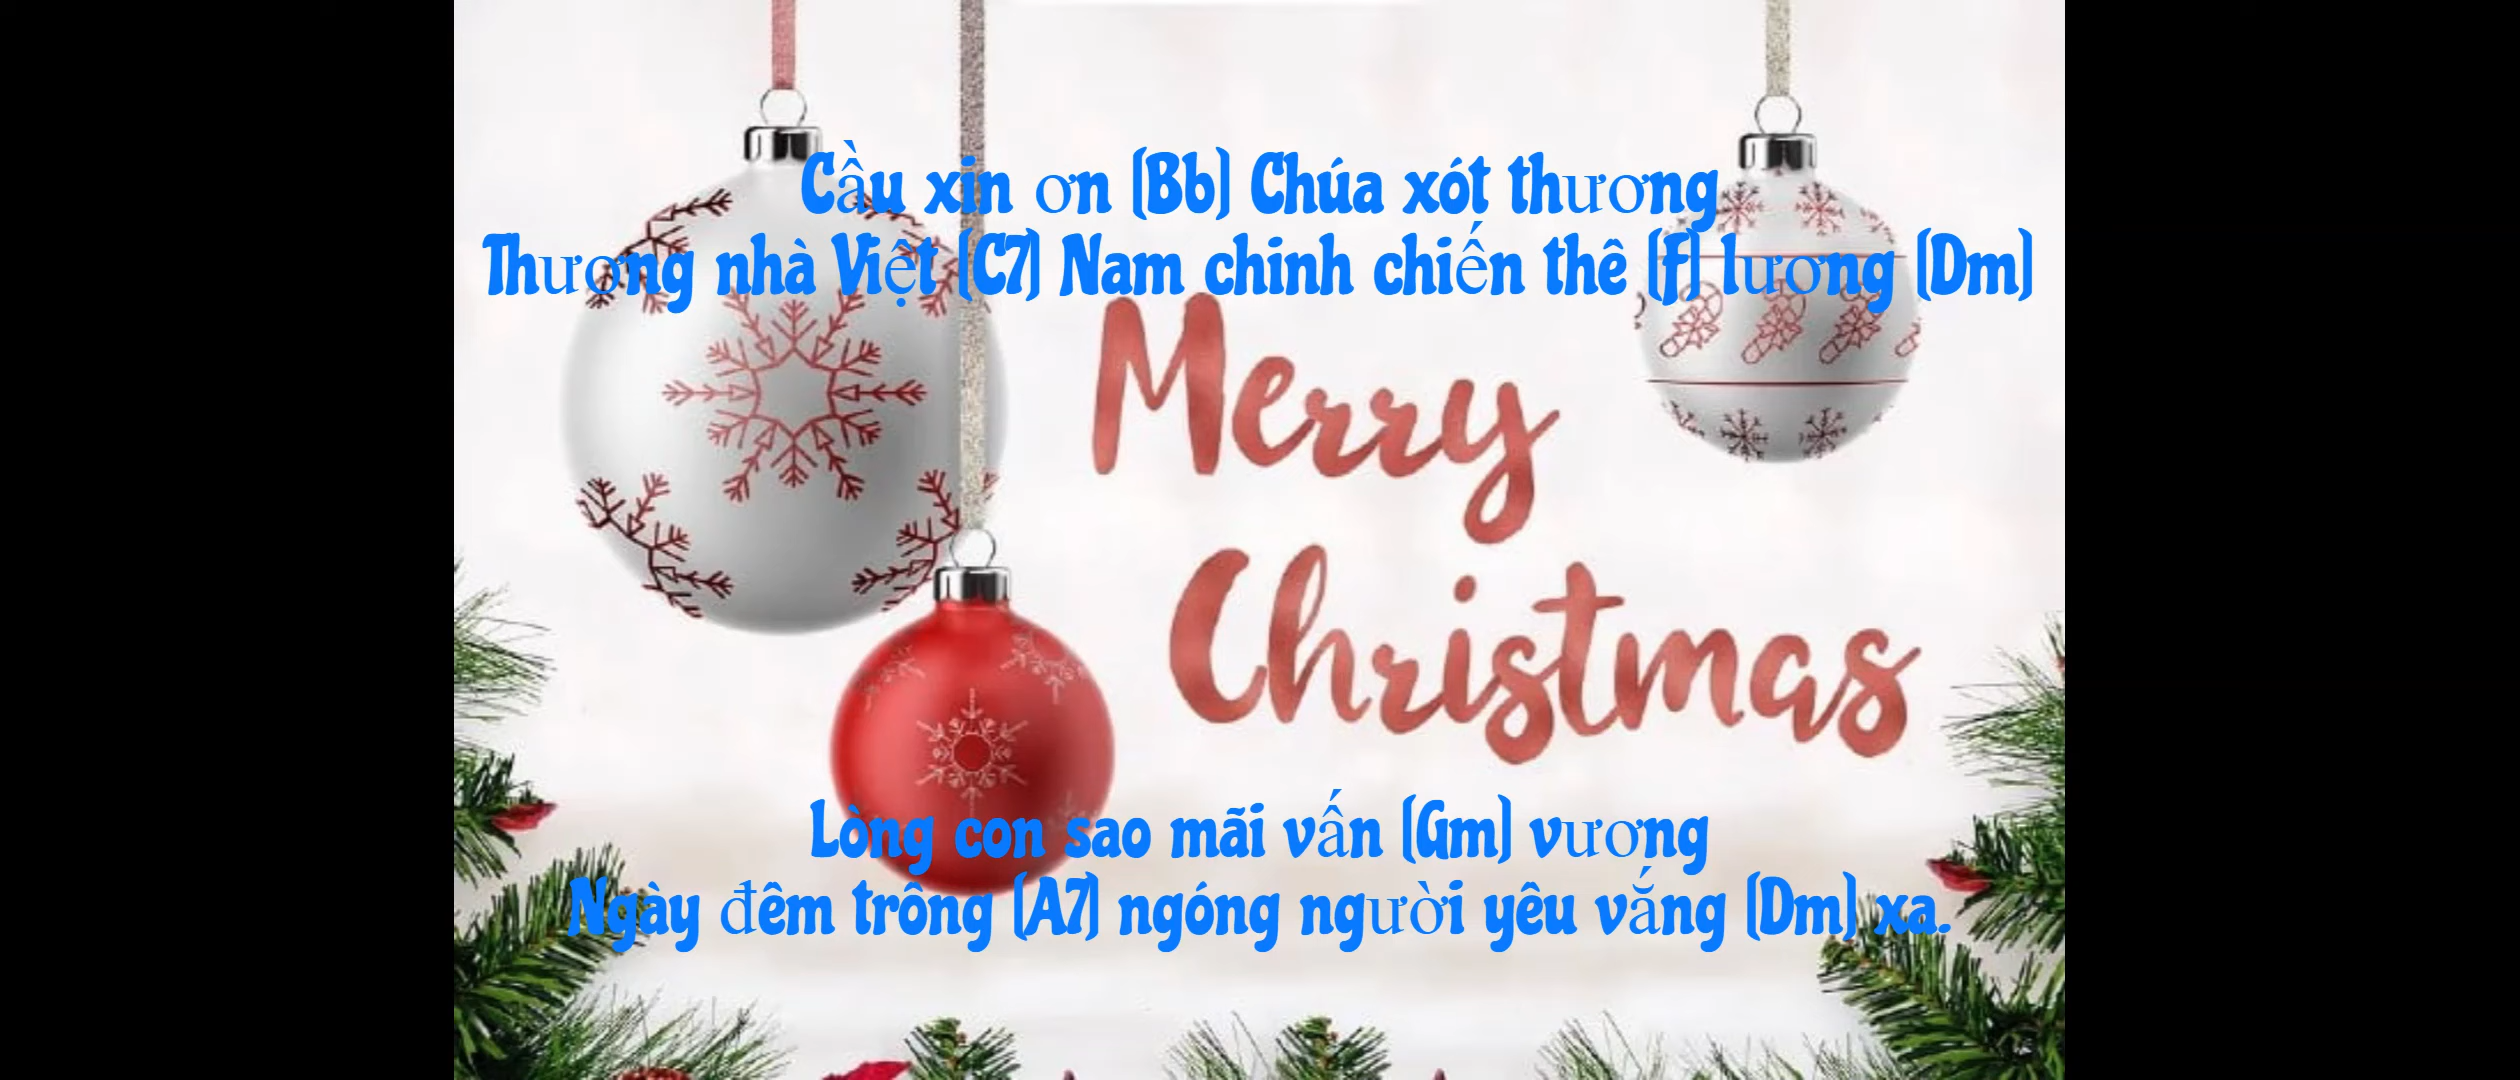 Cầu xin ơn (Bb) Chúa xót thương
Thương nhà Việt (C7) Nam chinh chiến thê (F) lương (Dm)
Merry
Christmas
Lòng con sao mãi vấn (Gm) vương
Ngày đêm trông (A7) ngóng người yêu vắng (Dm) xa.